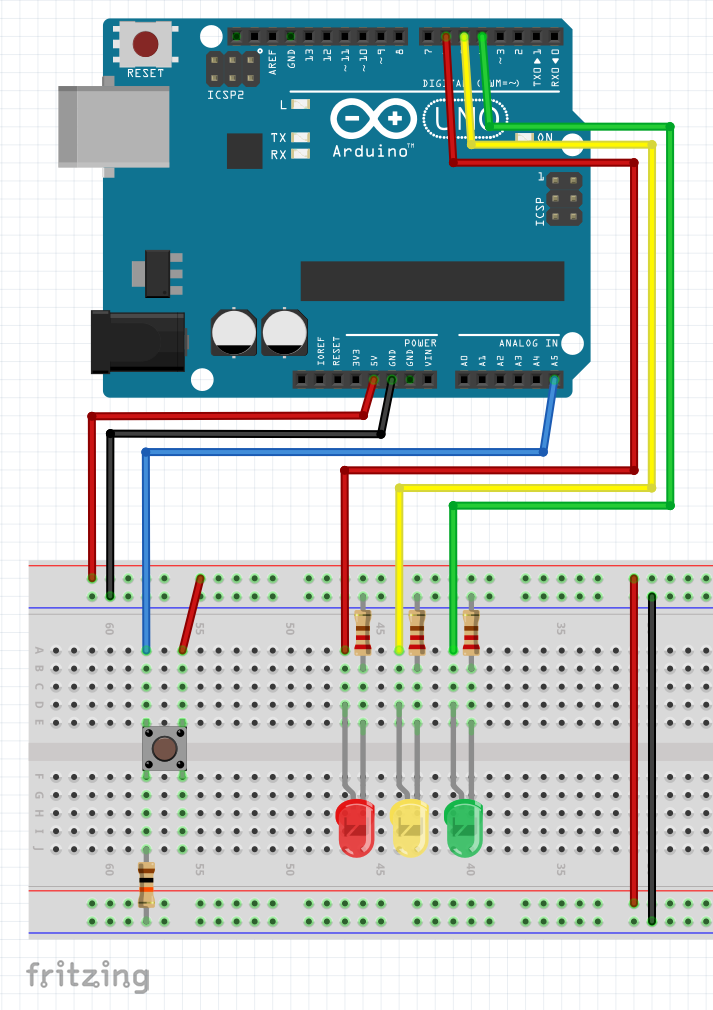 RESET
ICSP2
AREF
GND
13
12
~11
~10
~9
8
7
~3
2
TX0▶1
RX0◀0
DIGITAL (PWM=~)
L
TX
RX
UNO
Arduino™
ON
1
ICSP
IOREF
RESET
3V3
5V
GND
GND
VIN
POWER
ANALOG IN
A0
A1
A2
A3
A4
A5
60 55 50 45 40 35
A
B
C
D
E
F
G
H
I
J
60 55 50 45 40 35
fritzing